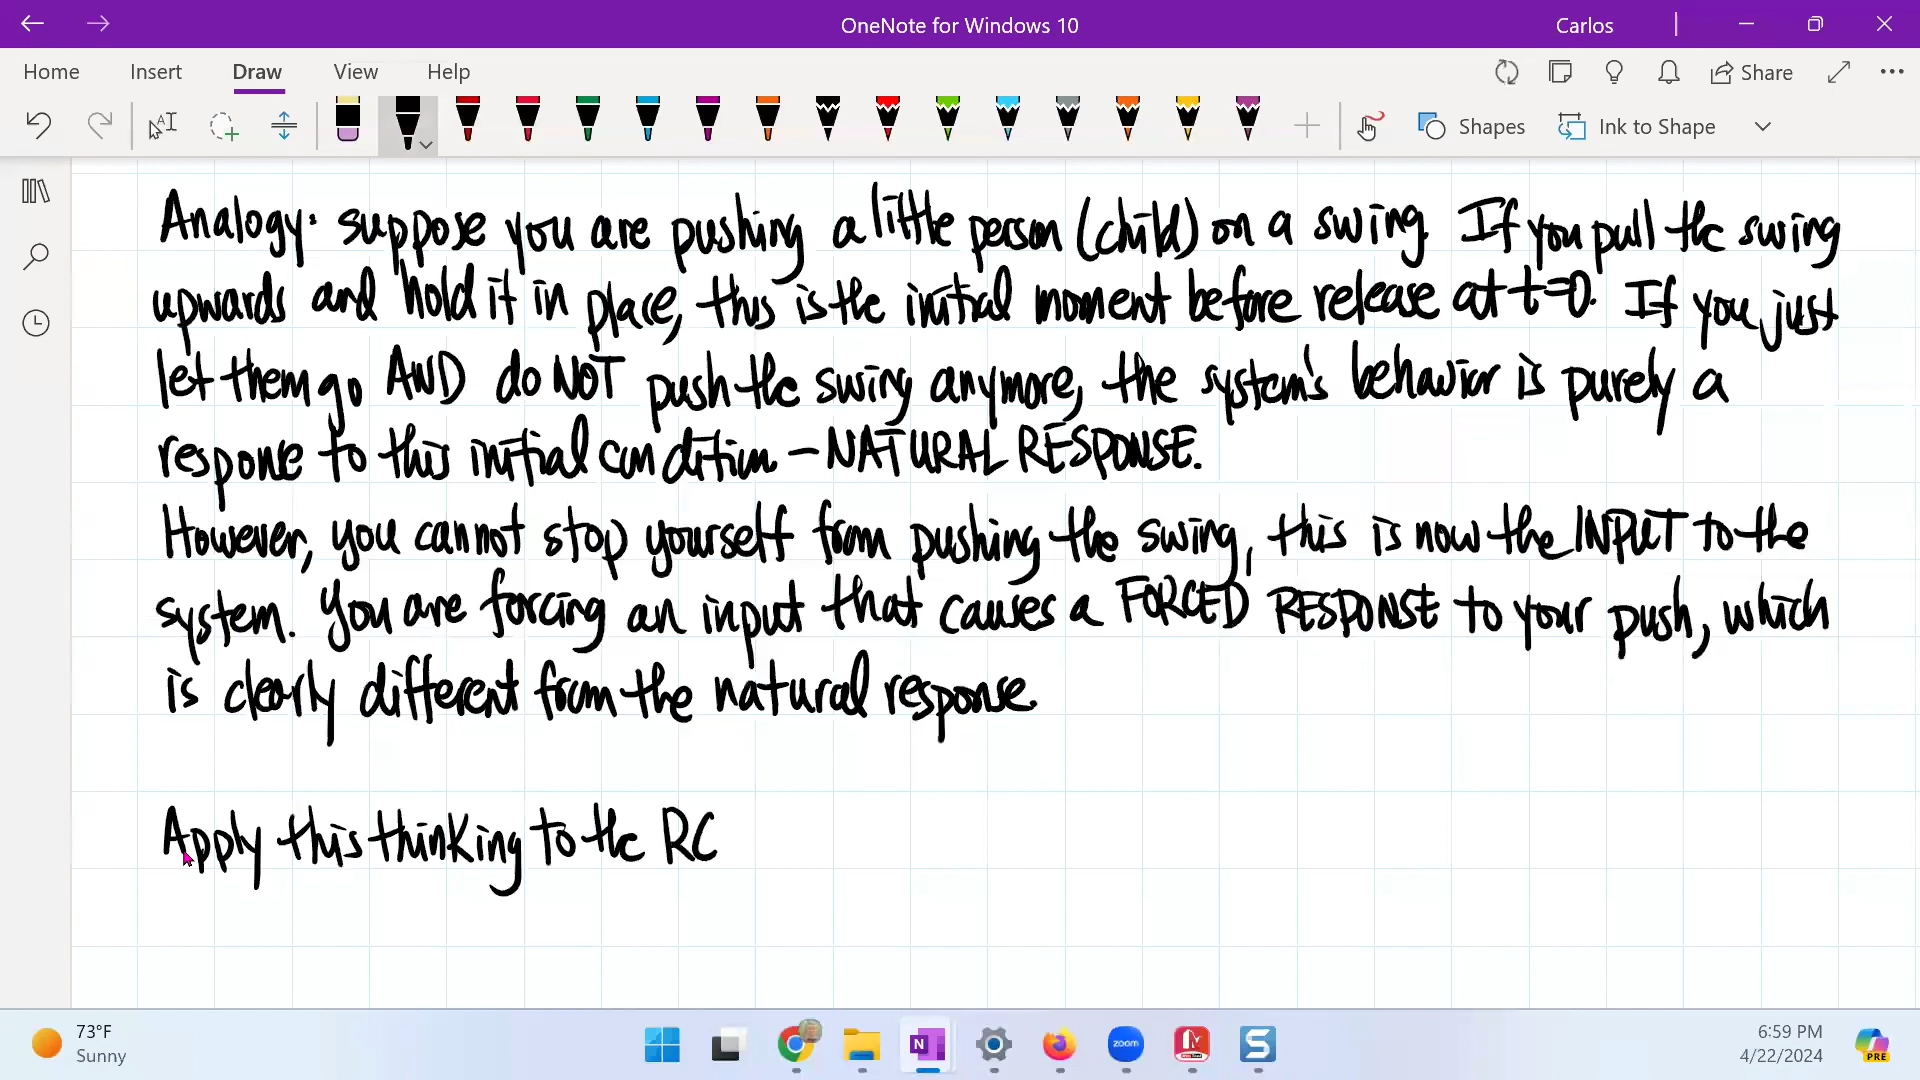 OneNote for Windows 10
Carlos
Home Insert Draw View Help
Share
Shapes
Ink to Shape
Analogy: suppose you are pushing a little person (child) on a swing. If you pull the swing
upwards and hold it in place, this is the initial moment before release at t=0. If you just
let them go AND do NOT push the swing anymore, the system's behavior is purely a
response to this initial condition - NATURAL RESPONSE.
However, you cannot stop yourself from pushing the swing, this is now the INPUT to the
system. You are forcing an input that causes a FORCED RESPONSE to your push, which
is clearly different from the natural response.
Apply this thinking to the RC
73°F
Sunny
zoom
PRE
6:59 PM
4/22/2024